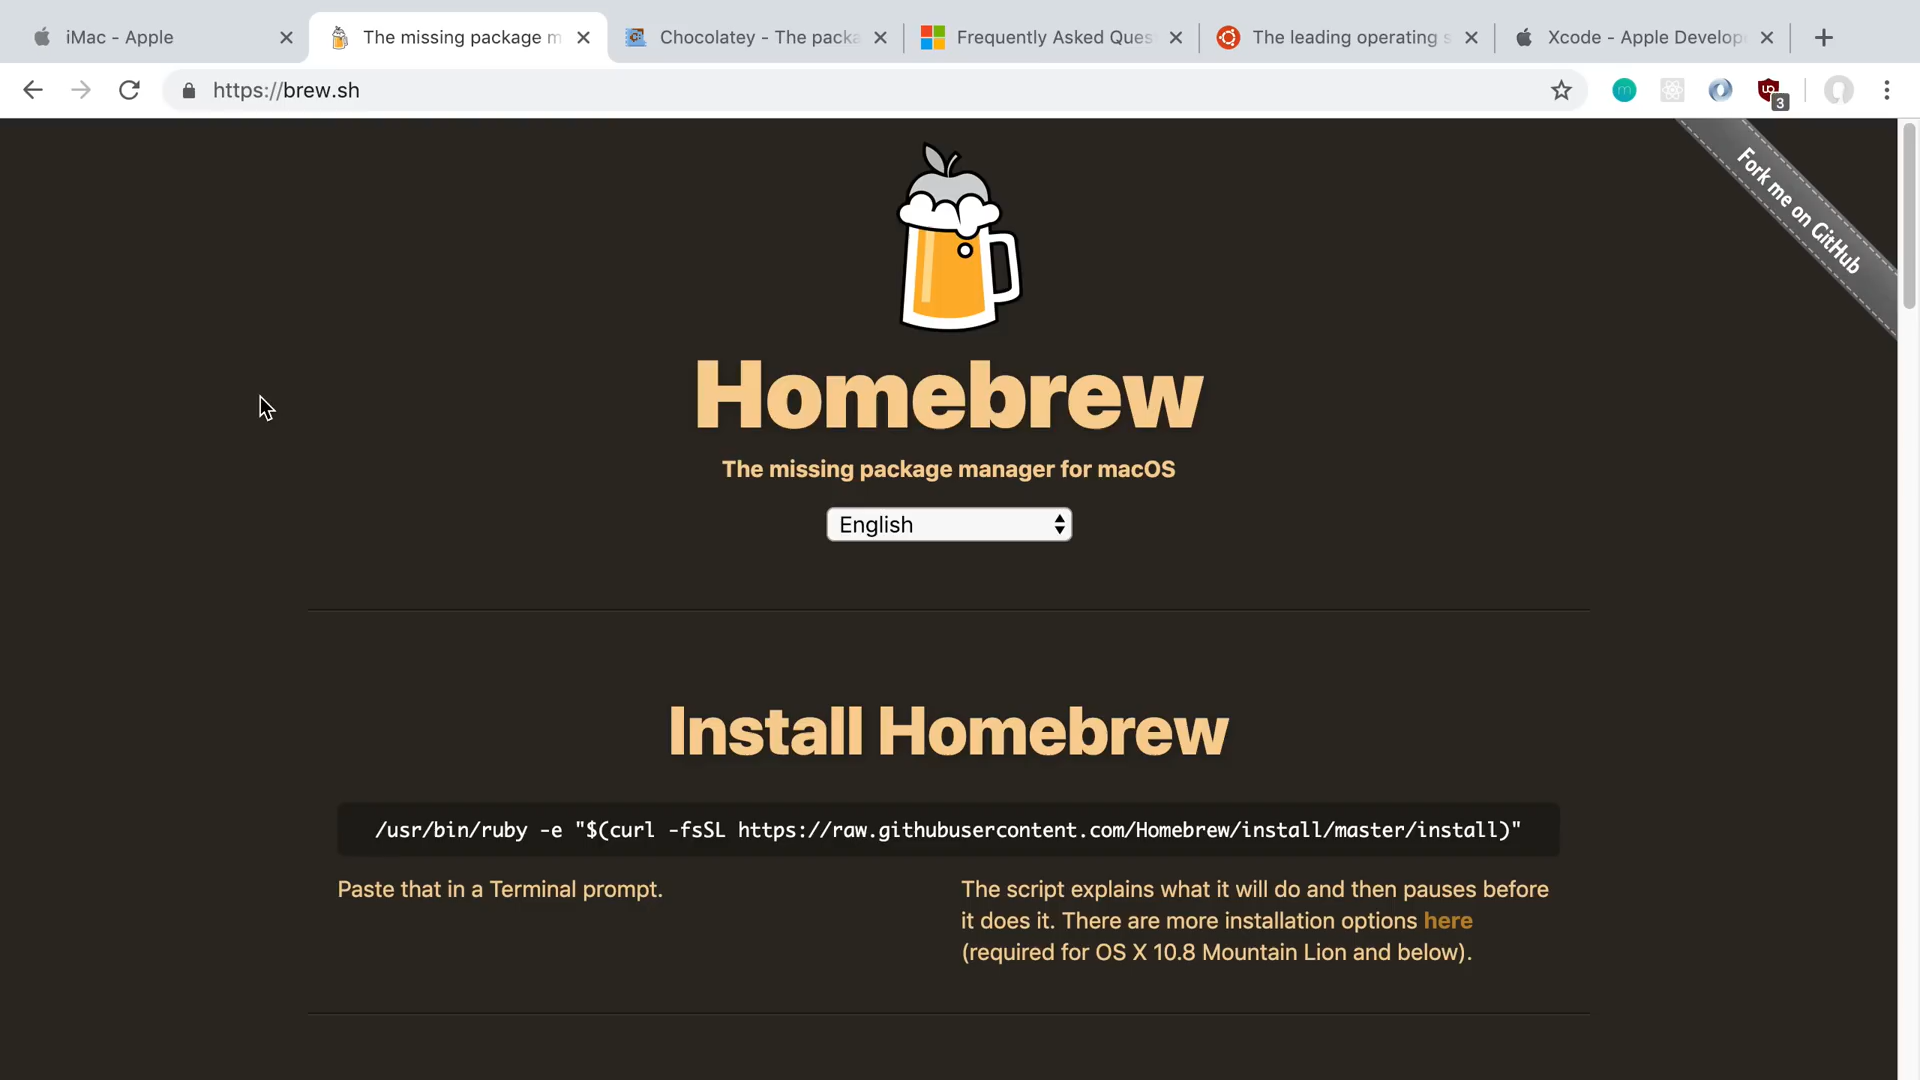 iMac - Apple
The missing package m
Chocolatey - The packa
Frequently Asked Ques
The leading operating s
Xcode - Apple Develop
https://brew.sh
m
3
Fork me on GitHub
Homebrew
The missing package manager for macOS
English
Install Homebrew
/usr/bin/ruby -e "$(curl -fsSL https://raw.githubusercontent.com/Homebrew/install/master/install)"
Paste that in a Terminal prompt.
The script explains what it will do and then pauses before
it does it. There are more installation options here
(required for OS X 10.8 Mountain Lion and below).